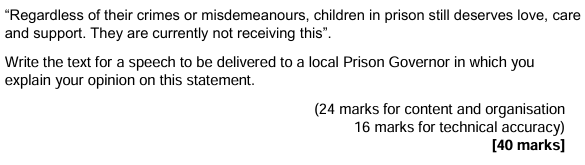 “Regardless of their crimes or misdemeanours, children in prison still deserves love, care
and support. They are currently not receiving this”.
Write the text for a speech to be delivered to a local Prison Governor in which you
explain your opinion on this statement.
(24 marks for content and organisation
16 marks for technical accuracy)
[40 marks]